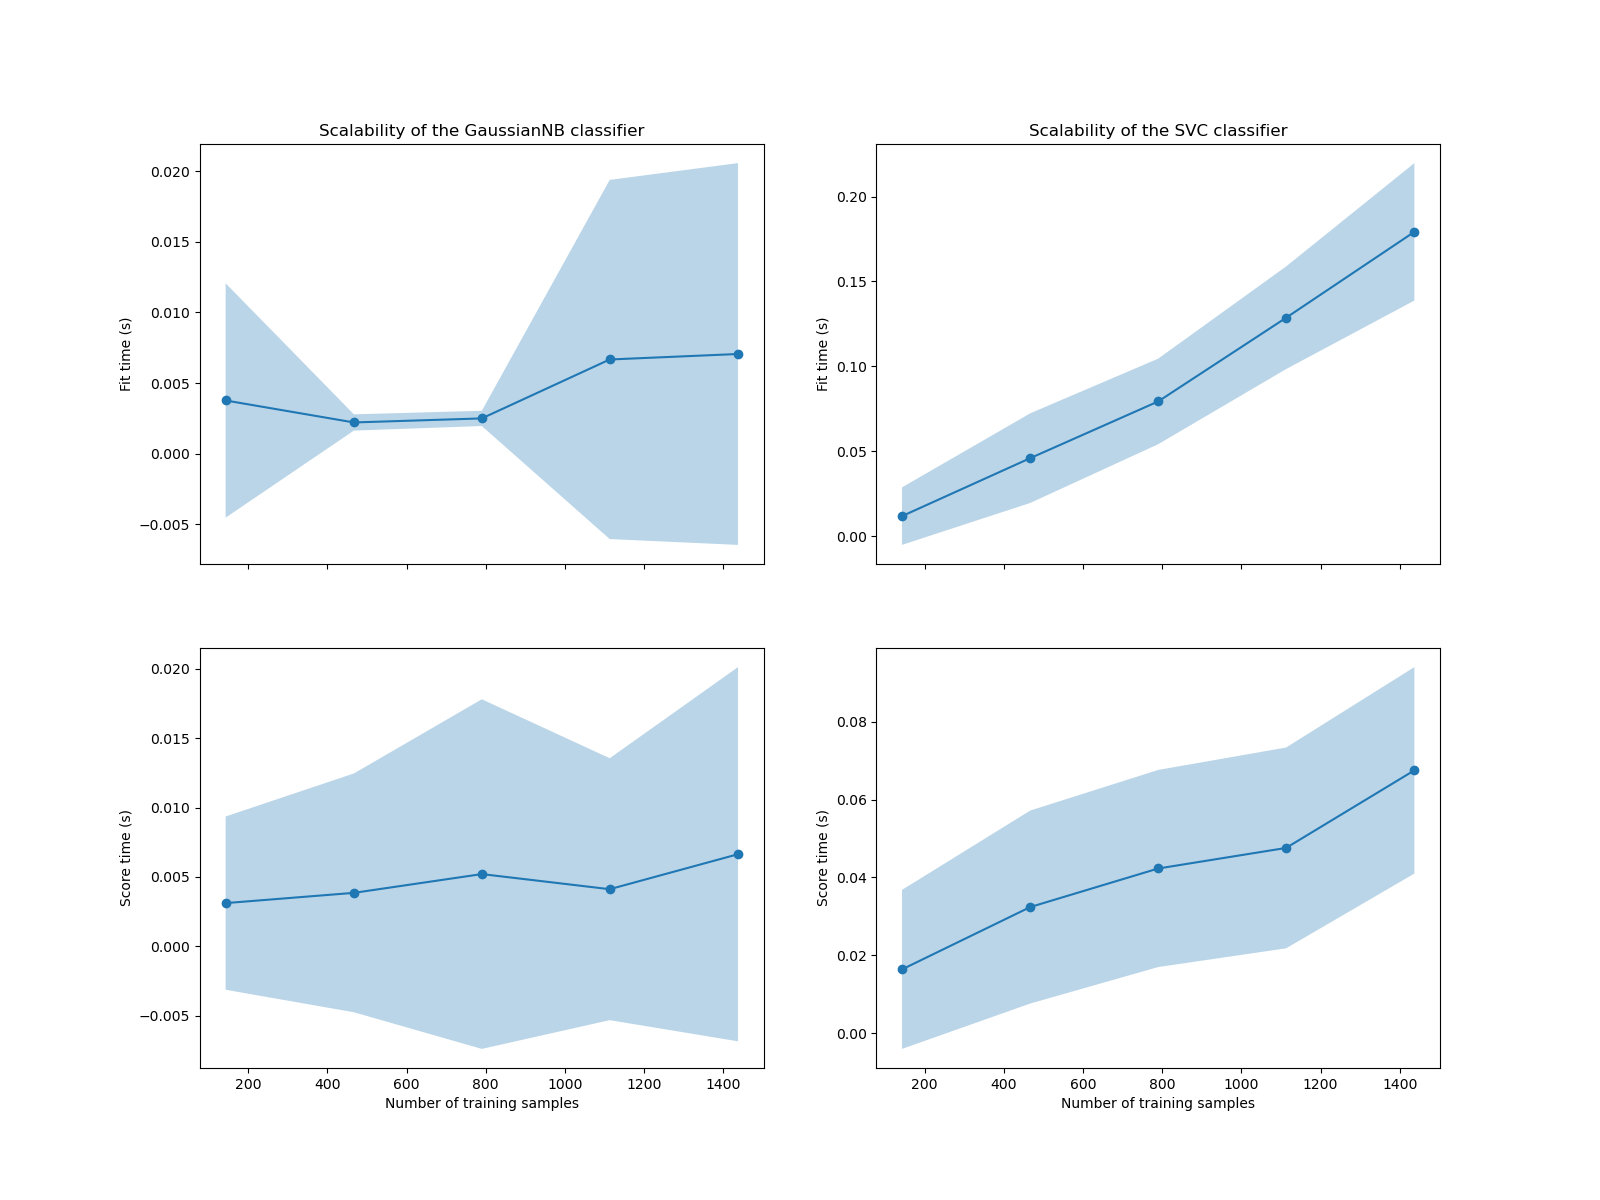 Scalability of the GaussianNB classifier
0.020
0.015
0.010
0.005
0.000
−0.005
Fit time (s)
Scalability of the SVC classifier
0.20
0.15
0.10
0.05
0.00
Fit time (s)
0.020
0.015
0.010
0.005
0.000
−0.005
Score time (s)
200 400 600 800 1000 1200 1400
Number of training samples
0.08
0.06
0.04
0.02
0.00
Score time (s)
200 400 600 800 1000 1200 1400
Number of training samples